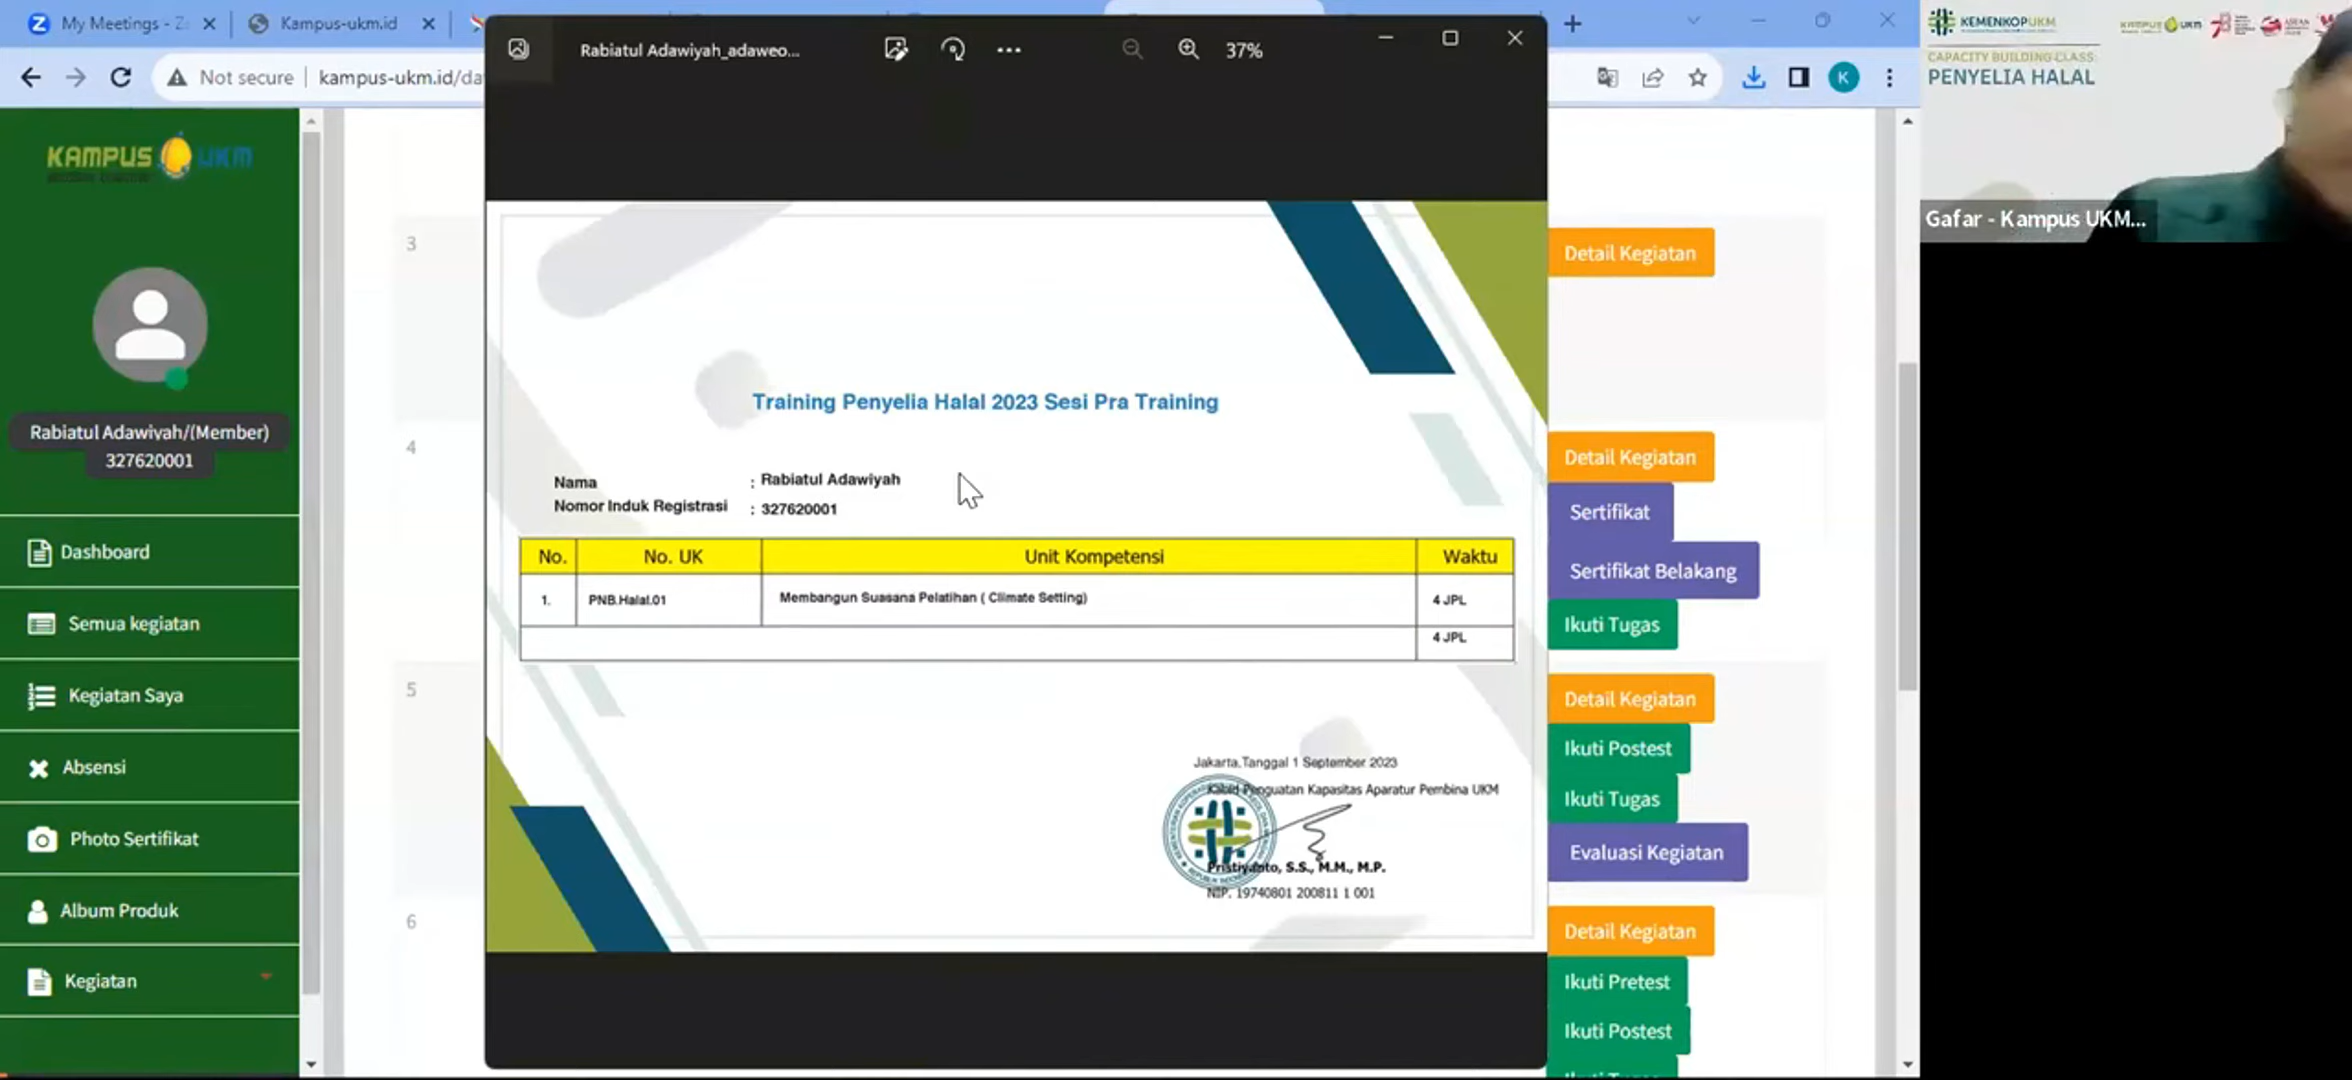 My Meetings - Z
Kampus-ukm.id
Not secure
kampus-ukm.id/da
Rabiatul Adawiyah_adaweo...
37%
K
KEMENKOPUKM
KAMPUS UKM
CAPACITY BUILDING CLASS:
PENYELIA HALAL
Gafar - Kampus UKM...
KAMPUS UKM
Rabiatul Adawiyah/(Member)
327620001
Dashboard
Semua kegiatan
Kegiatan Saya
Absensi
Photo Sertifikat
Album Produk
Kegiatan
3
4
5
6
Training Penyelia Halal 2023 Sesi Pra Training
Nama : Rabiatul Adawiyah
Nomor Induk Registrasi : 327620001
No. No. UK Unit Kompetensi Waktu
1. PNB.Halal.01 Membangun Suasana Pelatihan ( Climate Setting) 4 JPL
4 JPL
Jakarta,Tanggal 1 September 2023
Kabid Penguatan Kapasitas Aparatur Pembina UKM
Pristiyanto, S.S., M.M., M.P.
NIP. 19740801 200811 1 001
Detail Kegiatan
Detail Kegiatan
Sertifikat
Sertifikat Belakang
Ikuti Tugas
Detail Kegiatan
Ikuti Postest
Ikuti Tugas
Evaluasi Kegiatan
Detail Kegiatan
Ikuti Pretest
Ikuti Postest